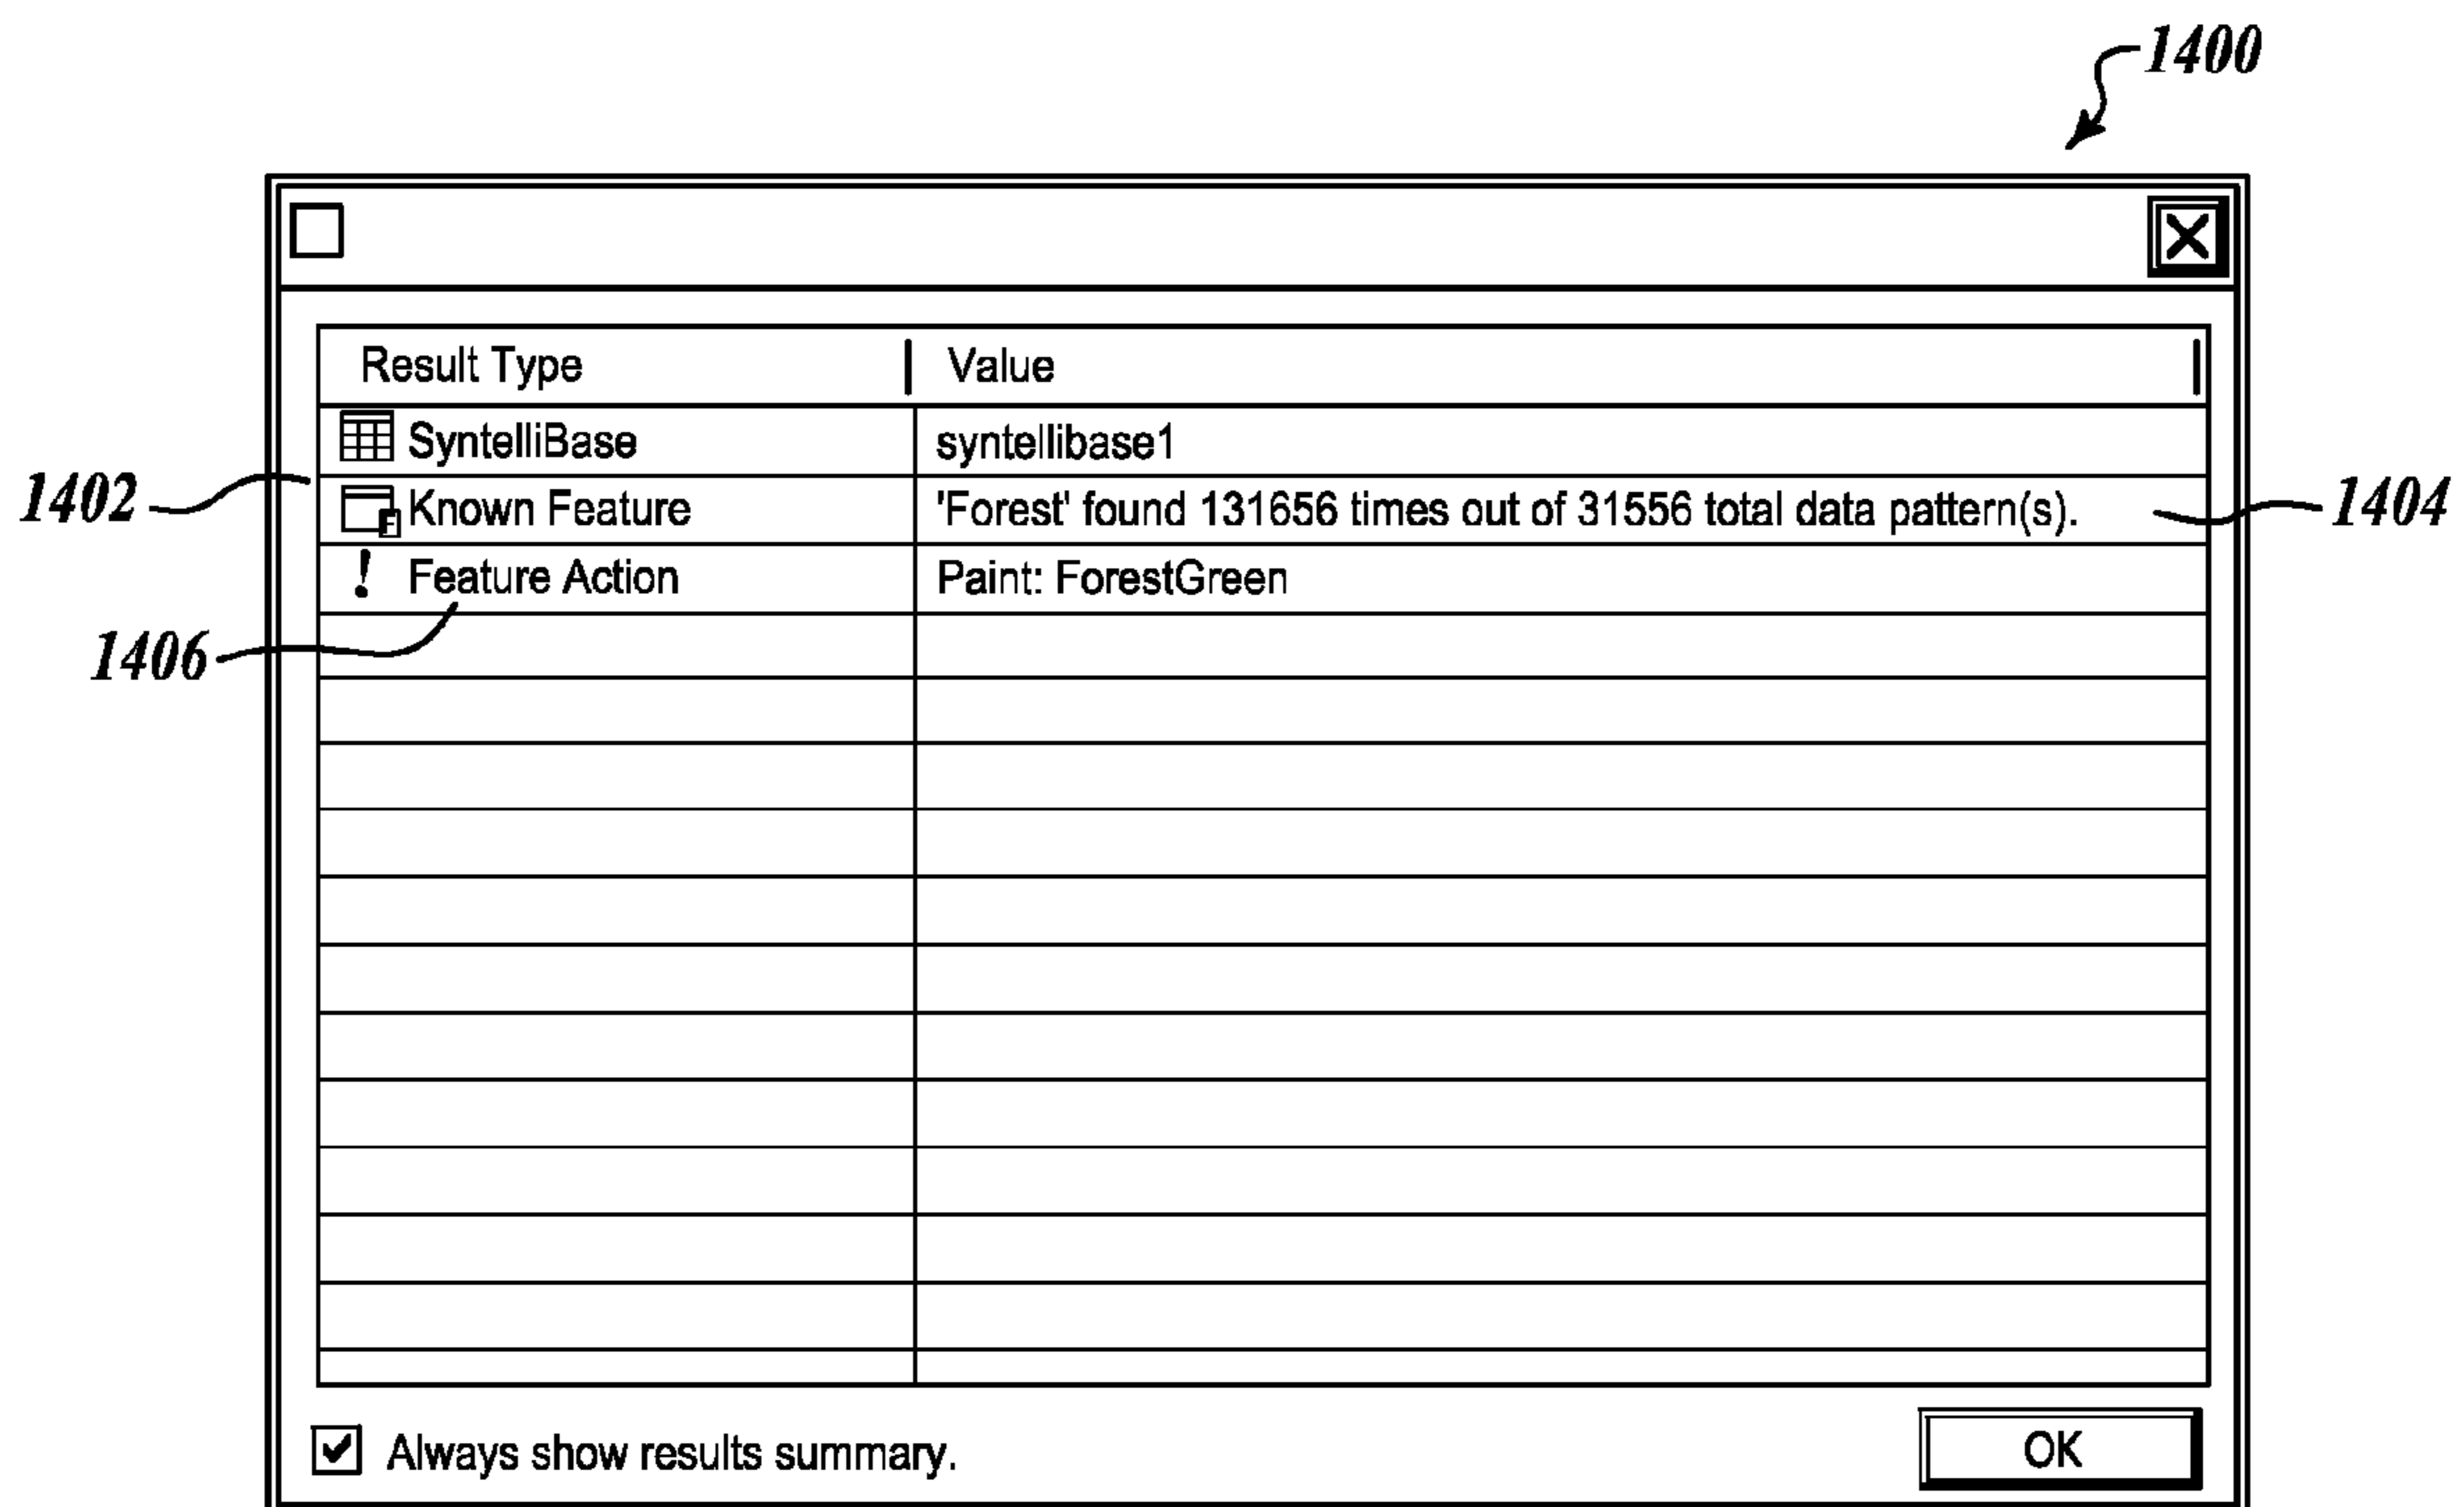 1400
Result Type Value
SyntelliBase syntellibase1
1402
Known Feature 'Forest' found 131656 times out of 31556 total data pattern(s).
1404
! Feature Action Paint: ForestGreen
1406
Always show results summary. OK